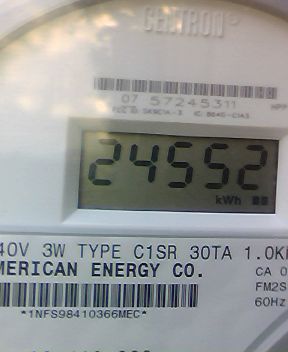 CENTRON®
07 57245311
24552
kWh
40V 3W TYPE C1SR 30TA 1.0K
MERICAN ENERGY CO.
CA 0
FM2S
60Hz
*1NFS98410366MEC*